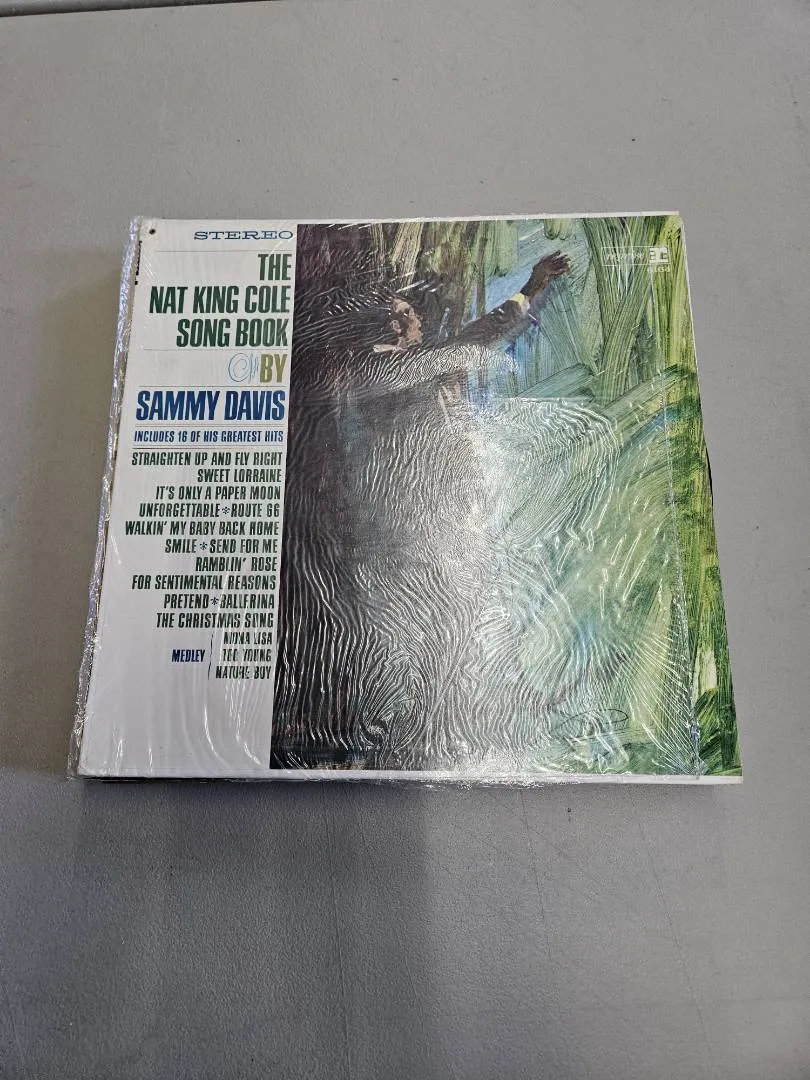 STEREO
THE
NAT KING COLE
SONG BOOK
BY
SAMMY DAVIS
INCLUDES 16 OF HIS GREATEST HITS
STRAIGHTEN UP AND FLY RIGHT
SWEET LORRAINE
IT'S ONLY A PAPER MOON
UNFORGETTABLE * ROUTE 66
WALKIN' MY BABY BACK HOME
SMILE * SEND FOR ME
RAMBLIN' ROSE
FOR SENTIMENTAL REASONS
PRETEND * BALLERINA
THE CHRISTMAS SONG
MEDLEY
MONA LISA
TOO YOUNG
NATURE BOY